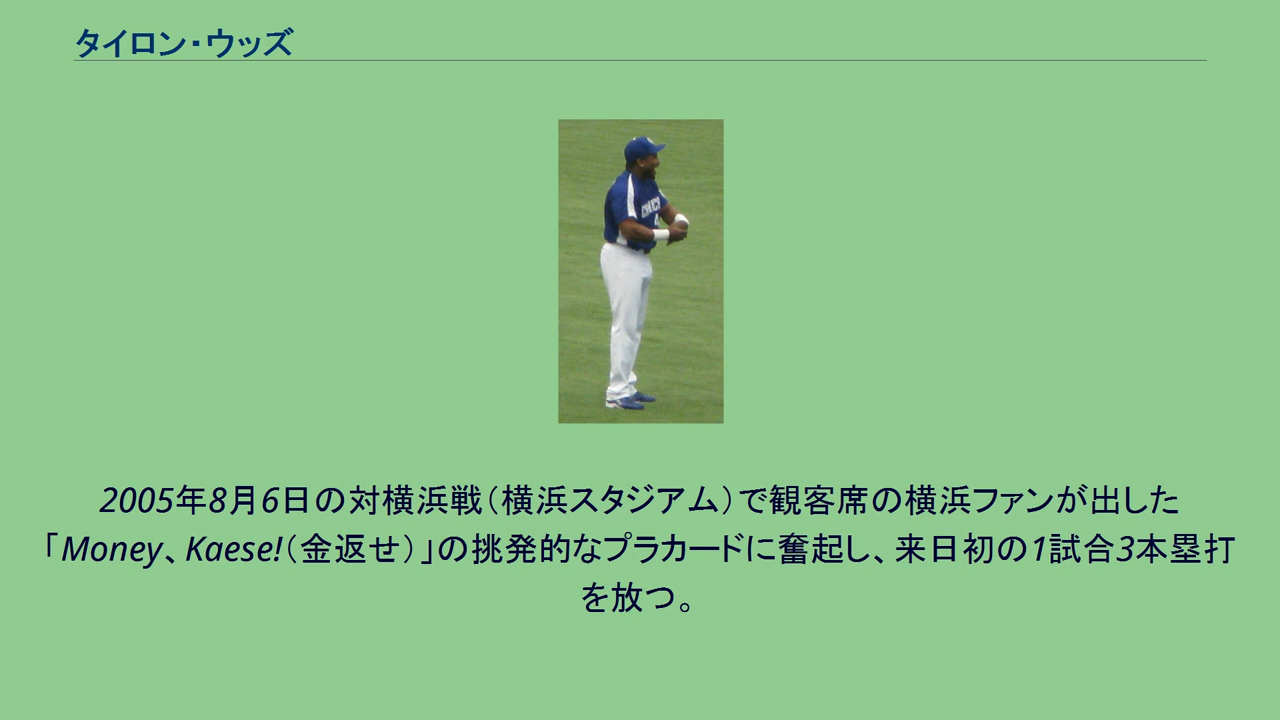 タイロン・ウッズ
2005年8月6日の対横浜戦（横浜スタジアム）で観客席の横浜ファンが出した
「Money、Kaese!（金返せ）」の挑発的なプラカードに奮起し、来日初の1試合3本塁打
を放つ。